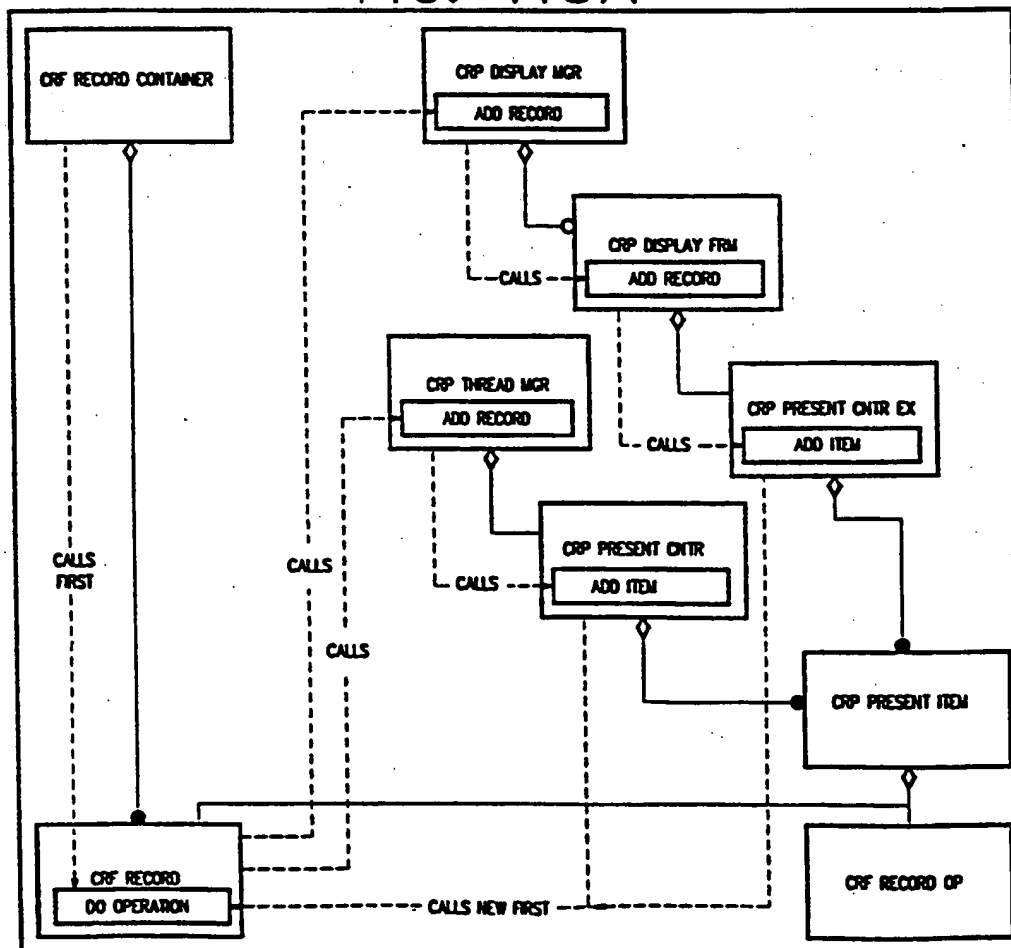 CRF RECORD CONTAINER
CRP DISPLAY MGR
ADD RECORD
CRP DISPLAY FRM
CALLS
ADD RECORD
CRP THREAD MGR
ADD RECORD
CRP PRESENT CNTR EX
CALLS
ADD ITEM
CRP PRESENT CNTR
CALLS
FIRST
CALLS
CALLS
ADD ITEM
CALLS
CRP PRESENT ITEM
CRF RECORD
DO OPERATION
CALLS NEW FIRST
CRF RECORD OP